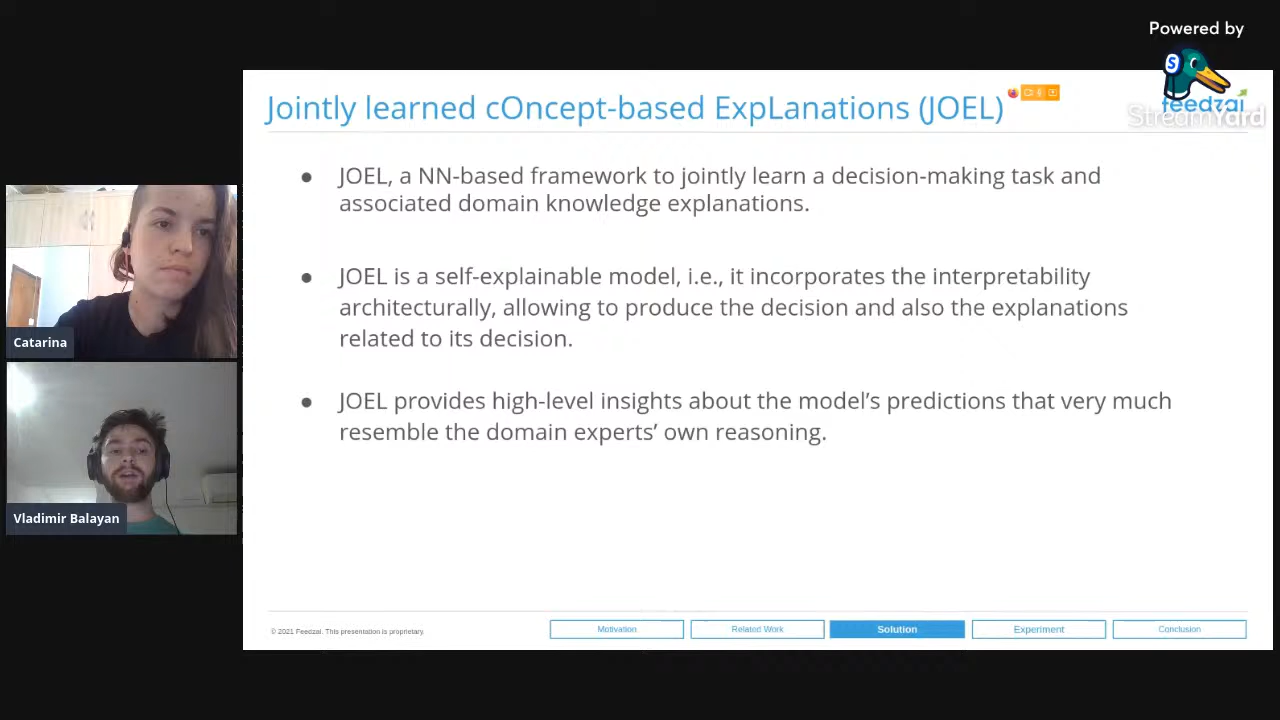 Powered by
S
feedzai
StreamYard
Jointly learned cOncept-based ExpLanations (JOEL)
● JOEL, a NN-based framework to jointly learn a decision-making task and
associated domain knowledge explanations.
● JOEL is a self-explainable model, i.e., it incorporates the interpretability
architecturally, allowing to produce the decision and also the explanations
related to its decision.
● JOEL provides high-level insights about the model's predictions that very much
resemble the domain experts' own reasoning.
Catarina
Vladimir Balayan
© 2021 Feedzai. This presentation is proprietary.
Motivation
Related Work
Solution
Experiment
Conclusion